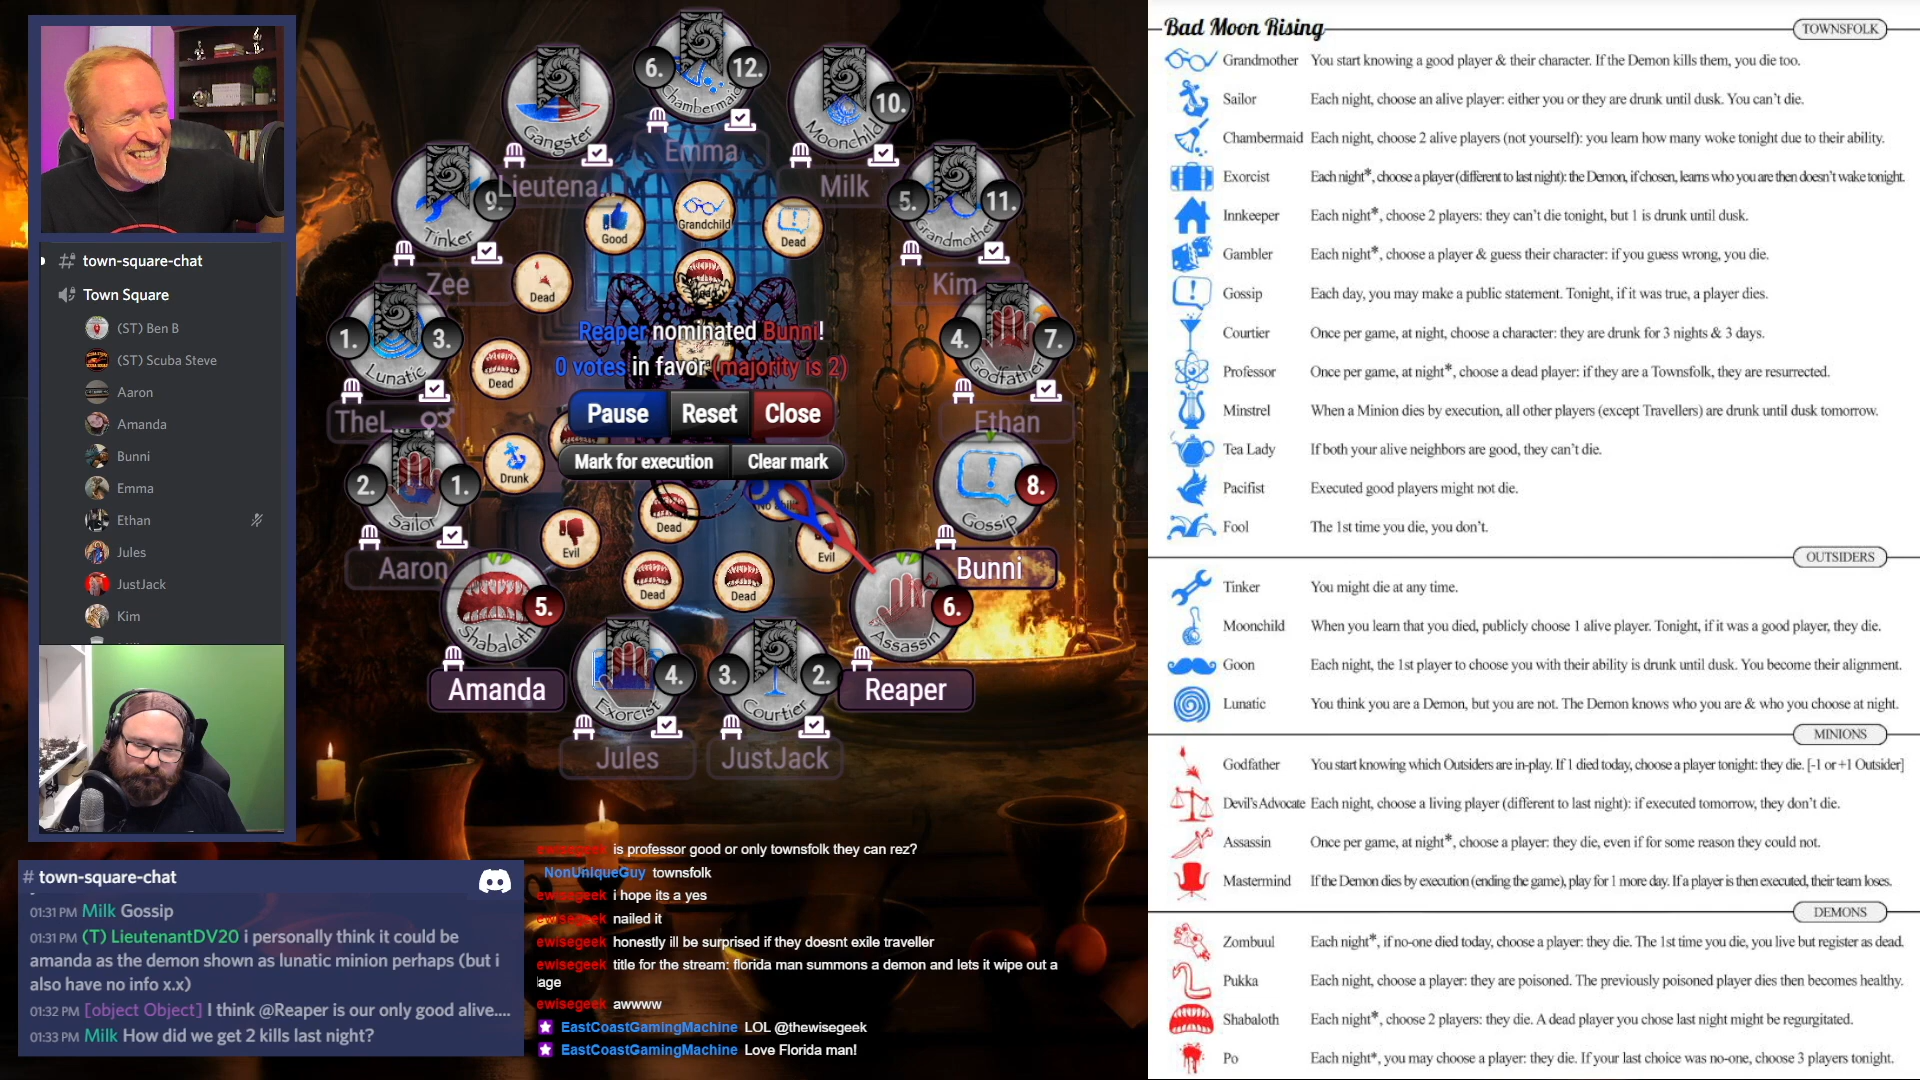 town-square-chat
Town Square
(ST) Ben B
(ST) Scuba Steve
Aaron
Amanda
Bunni
Emma
Ethan
Jules
JustJack
Kim
# town-square-chat
01:31 PM Milk Gossip
01:31 PM (T) LieutenantDV20 i personally think it could be
amanda as the demon shown as lunatic minion perhaps (but i
also have no info x.x)
01:32 PM [object Object] I think @Reaper is our only good alive....
01:33 PM Milk How did we get 2 kills last night?
6. Chambermaid 12.
Emma
Gangster
Lieutena...
Moonchild 10.
Milk
Tinker 9.
Zee
5. Grandmother 11.
Kim
Good
Grandchild
Dead
Dead
1. Lunatic 3.
TheL...
4. Godfather 7.
Ethan
Reaper nominated Bunni!
0 votes in favor (majority is 2)
Dead
Pause Reset Close
Mark for execution Clear mark
2. Sailor 1.
Aaron
Drunk
Gossip 8.
Bunni
Dead
Evil
Evil
Shabaloth 5.
Amanda
Dead
Dead
Assassin 6.
Reaper
Exorcist 4.
Jules
3. Courtier 2.
JustJack
is professor good or only townsfolk they can rez?
NonUniqueGuy townsfolk
ewisegeek i hope its a yes
ewisegeek nailed it
ewisegeek honestly ill be surprised if they doesnt exile traveller
ewisegeek title for the stream: florida man summons a demon and lets it wipe out a
lage
ewisegeek awwww
EastCoastGamingMachine LOL @thewisegeek
EastCoastGamingMachine Love Florida man!
Bad Moon Rising
TOWNSFOLK
Grandmother You start knowing a good player & their character. If the Demon kills them, you die too.
Sailor Each night, choose an alive player: either you or they are drunk until dusk. You can't die.
Chambermaid Each night, choose 2 alive players (not yourself): you learn how many woke tonight due to their ability.
Exorcist Each night*, choose a player (different to last night): the Demon, if chosen, learns who you are then doesn't wake tonight.
Innkeeper Each night*, choose 2 players: they can't die tonight, but 1 is drunk until dusk.
Gambler Each night*, choose a player & guess their character: if you guess wrong, you die.
Gossip Each day, you may make a public statement. Tonight, if it was true, a player dies.
Courtier Once per game, at night, choose a character: they are drunk for 3 nights & 3 days.
Professor Once per game, at night*, choose a dead player: if they are a Townsfolk, they are resurrected.
Minstrel When a Minion dies by execution, all other players (except Travellers) are drunk until dusk tomorrow.
Tea Lady If both your alive neighbors are good, they can't die.
Pacifist Executed good players might not die.
Fool The 1st time you die, you don't.
OUTSIDERS
Tinker You might die at any time.
Moonchild When you learn that you died, publicly choose 1 alive player. Tonight, if it was a good player, they die.
Goon Each night, the 1st player to choose you with their ability is drunk until dusk. You become their alignment.
Lunatic You think you are a Demon, but you are not. The Demon knows who you are & who you choose at night.
MINIONS
Godfather You start knowing which Outsiders are in-play. If 1 died today, choose a player tonight: they die. [-1 or +1 Outsider]
Devil's Advocate Each night, choose a living player (different to last night): if executed tomorrow, they don't die.
Assassin Once per game, at night*, choose a player: they die, even if for some reason they could not.
Mastermind If the Demon dies by execution (ending the game), play for 1 more day. If a player is then executed, their team loses.
DEMONS
Zombuul Each night*, if no-one died today, choose a player: they die. The 1st time you die, you live but register as dead.
Pukka Each night, choose a player: they are poisoned. The previously poisoned player dies then becomes healthy.
Shabaloth Each night*, choose 2 players: they die. A dead player you chose last night might be regurgitated.
Po Each night*, you may choose a player: they die. If your last choice was no-one, choose 3 players tonight.